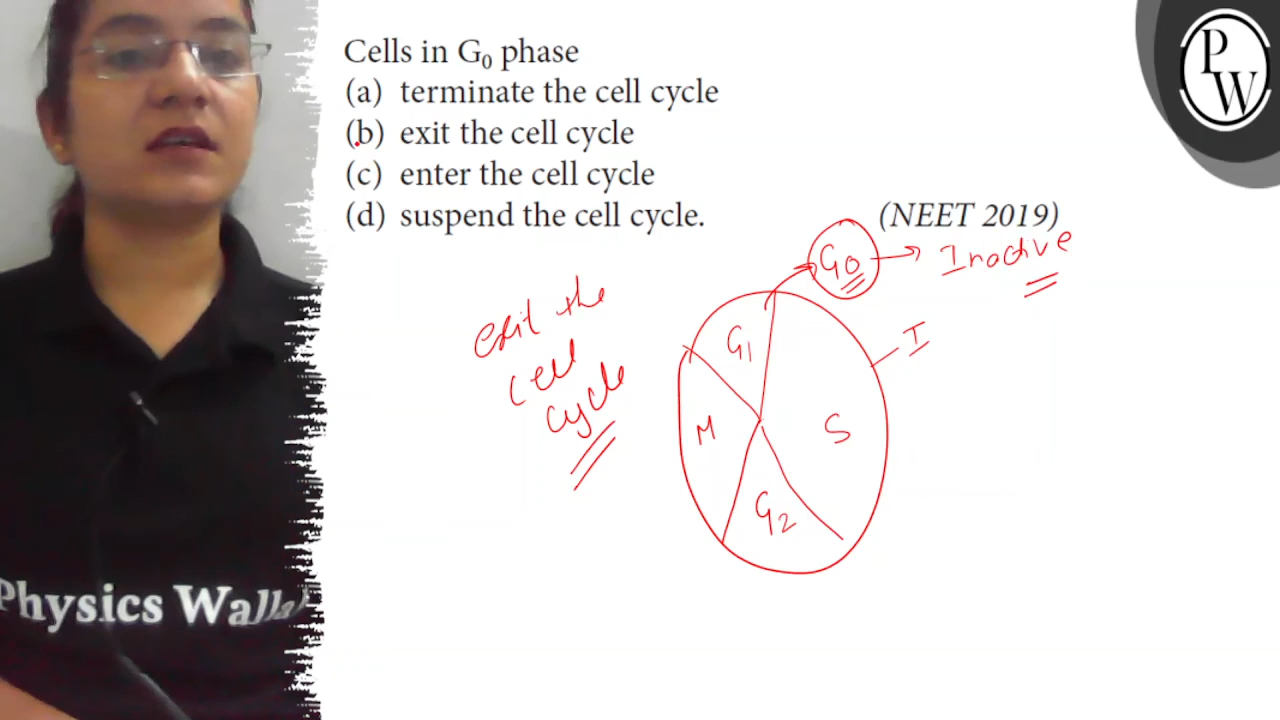 Cells in G₀ phase
(a) terminate the cell cycle
(b) exit the cell cycle
(c) enter the cell cycle
(d) suspend the cell cycle.
(NEET 2019)
G₀ → Inactive
exit the
cell
cycle
G₁
I
M
S
G₂
P
W
Physics Walla